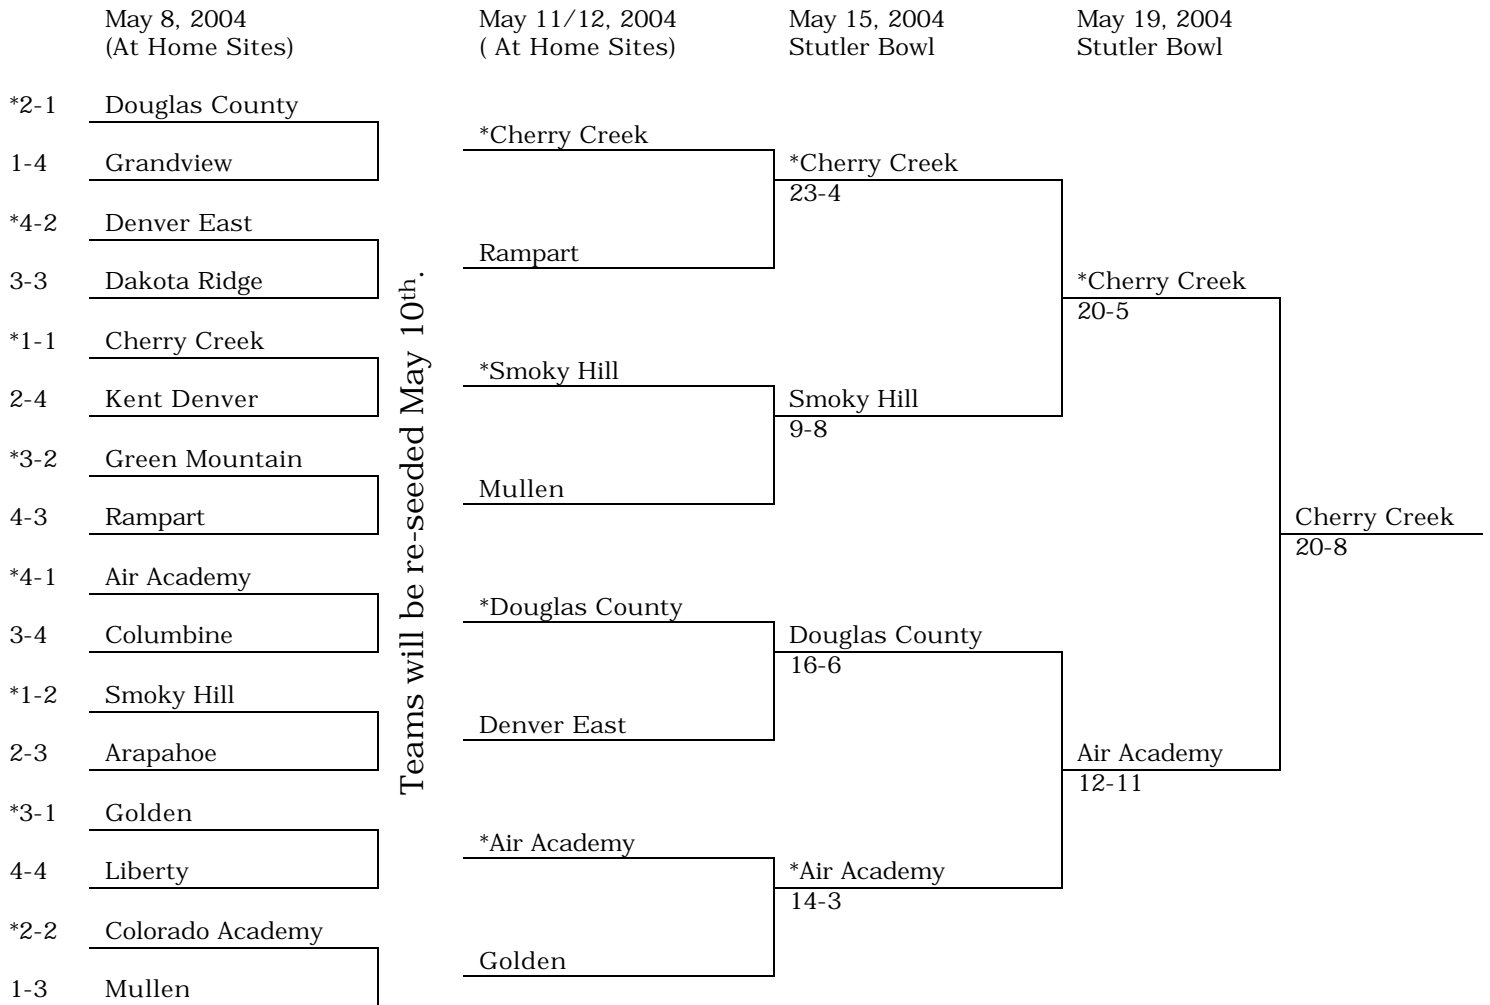 May 8, 2004
(At Home Sites)
May 11/12, 2004
( At Home Sites)
May 15, 2004
Stutler Bowl
May 19, 2004
Stutler Bowl
*2-1 Douglas County
1-4 Grandview
*4-2 Denver East
3-3 Dakota Ridge
*1-1 Cherry Creek
2-4 Kent Denver
*3-2 Green Mountain
4-3 Rampart
*4-1 Air Academy
3-4 Columbine
*1-2 Smoky Hill
2-3 Arapahoe
*3-1 Golden
4-4 Liberty
*2-2 Colorado Academy
1-3 Mullen
Teams will be re-seeded May 10th.
*Cherry Creek
Rampart
*Smoky Hill
Mullen
*Douglas County
Denver East
*Air Academy
Golden
*Cherry Creek
23-4
Smoky Hill
9-8
Douglas County
16-6
*Air Academy
14-3
*Cherry Creek
20-5
Air Academy
12-11
Cherry Creek
20-8